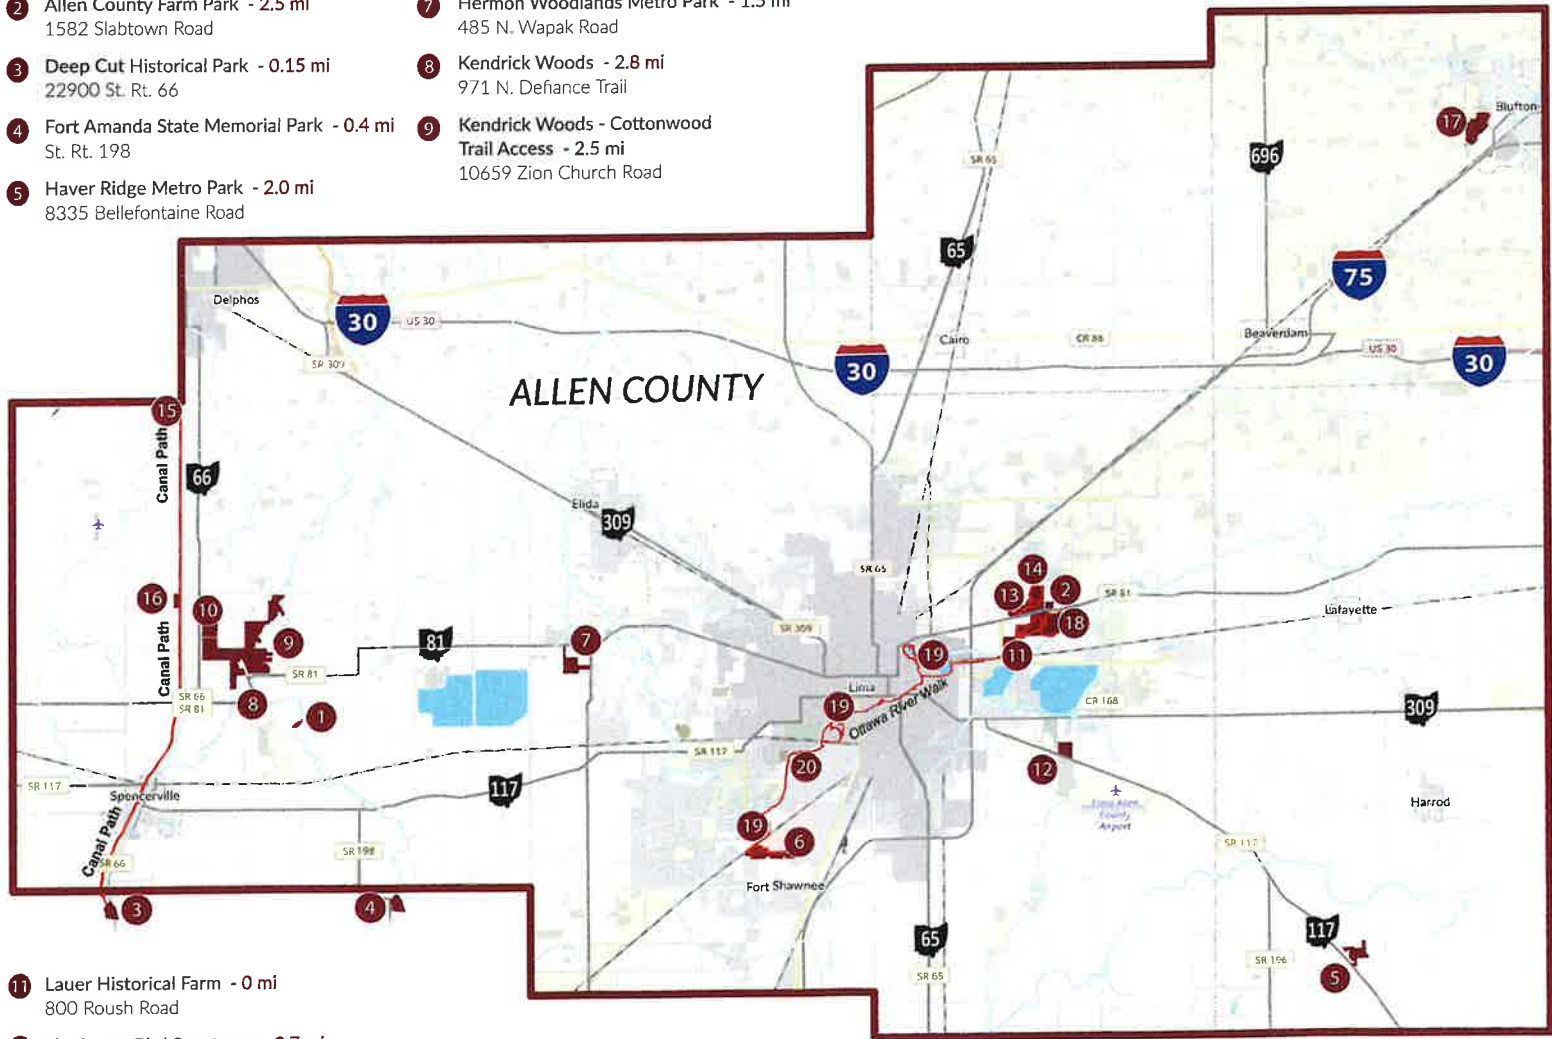 2 Allen County Farm Park - 2.5 mi
1582 Slabtown Road
3 Deep Cut Historical Park - 0.15 mi
22900 St. Rt. 66
4 Fort Amanda State Memorial Park - 0.4 mi
St. Rt. 198
5 Haver Ridge Metro Park - 2.0 mi
8335 Bellefontaine Road
7 Hermon Woodlands Metro Park - 1.5 mi
485 N. Wapak Road
8 Kendrick Woods - 2.8 mi
971 N. Defiance Trail
9 Kendrick Woods - Cottonwood
Trail Access - 2.5 mi
10659 Zion Church Road
17
Blufton
696
SR 65
65
75
Delphos
30
US 30
SR 309
30
Cairo
CR 88
Beaverdam
US 30
30
ALLEN COUNTY
15
Canal Path
66
Elida
309
SR 65
14
13
2
18
SR 81
Lafayette
16
10
9
Canal Path
81
SR 81
7
SR 309
19
11
SR 66
SR 81
8
1
Lima
19
Ottawa River Walk
CR 168
309
SR 117
20
12
SR 117
Spencerville
117
Lima Allen
County
Airport
Harrod
Canal Path
SR 66
SR 198
19
6
SR 117
Fort Shawnee
3
4
65
SR 65
117
SR 196
5
11 Lauer Historical Farm - 0 mi
800 Roush Road